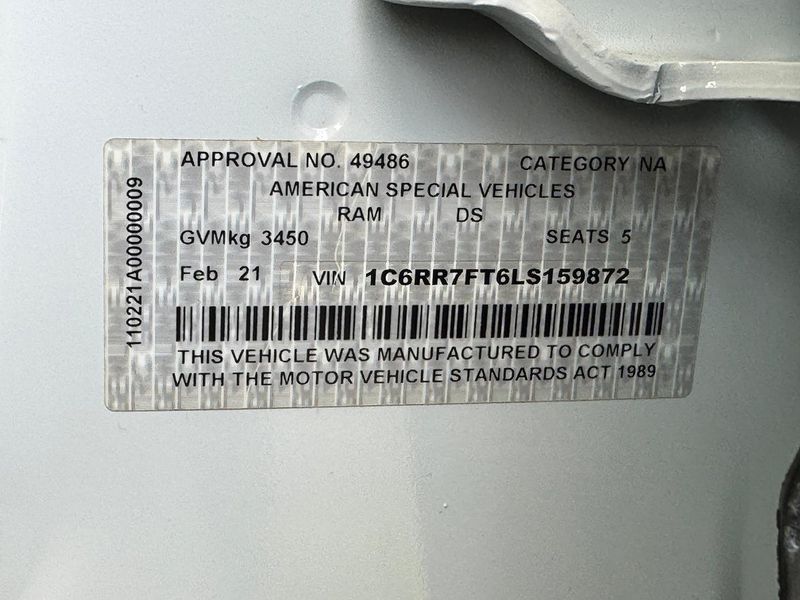 APPROVAL NO. 49486 CATEGORY NA
AMERICAN SPECIAL VEHICLES
RAM DS
GVMkg 3450 SEATS 5
Feb 21 VIN 1C6RR7FT6LS159872
THIS VEHICLE WAS MANUFACTURED TO COMPLY
WITH THE MOTOR VEHICLE STANDARDS ACT 1989
110221A00000009